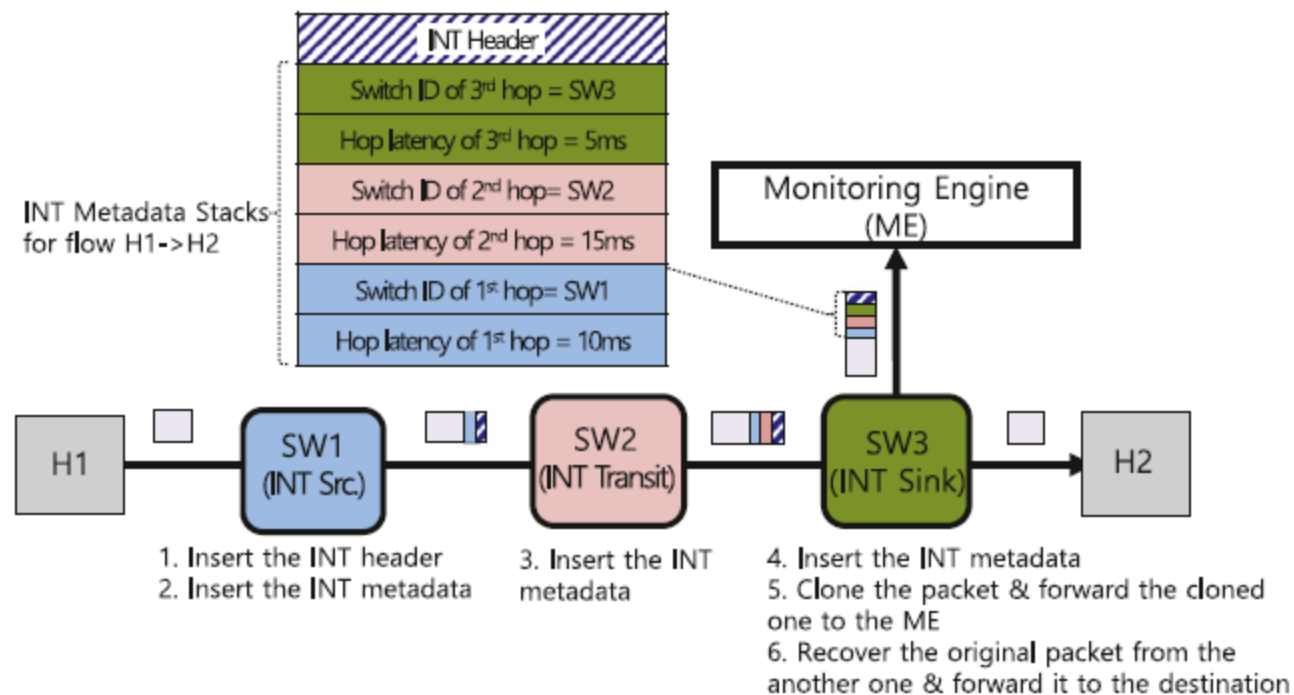 INT Header
Switch ID of 3rd hop = SW3
Hop latency of 3rd hop = 5ms
Switch ID of 2nd hop= SW2
Hop latency of 2nd hop = 15ms
Switch ID of 1st hop= SW1
Hop latency of 1st hop = 10ms
INT Metadata Stacks
for flow H1->H2
Monitoring Engine
(ME)
H1
SW1
(INT Src.)
SW2
(INT Transit)
SW3
(INT Sink)
H2
1. Insert the INT header
2. Insert the INT metadata
3. Insert the INT
metadata
4. Insert the INT metadata
5. Clone the packet & forward the cloned
one to the ME
6. Recover the original packet from the
another one & forward it to the destination